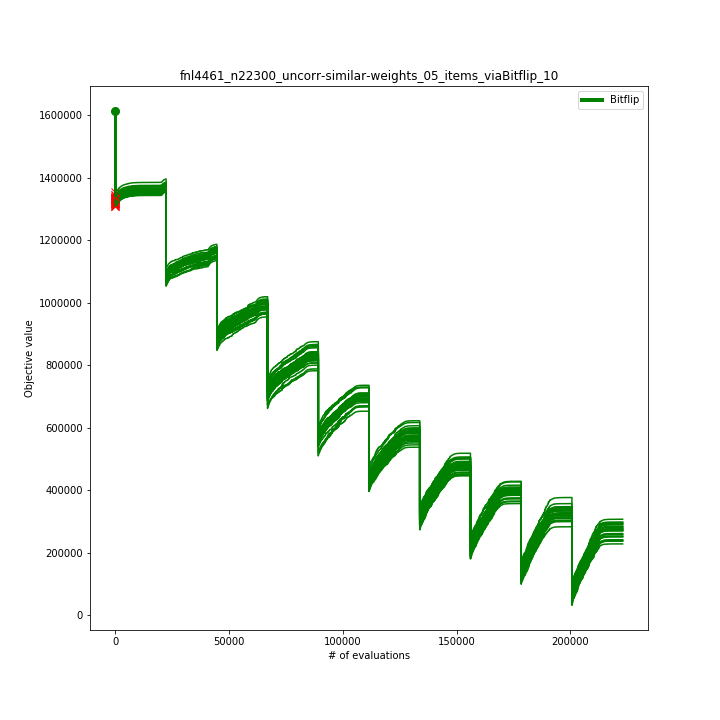 fnl4461_n22300_uncorr-similar-weights_05_items_viaBitflip_10
Bitflip
1600000
1400000
1200000
1000000
800000
600000
400000
200000
0
Objective value
0 50000 100000 150000 200000
# of evaluations